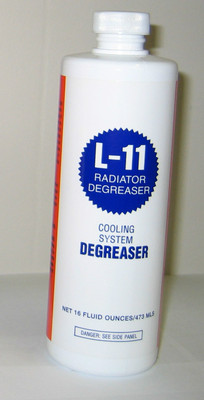 L-11
RADIATOR
DEGREASER
COOLING
SYSTEM
DEGREASER
NET 16 FLUID OUNCES/473 MLS
DANGER: SEE SIDE PANEL